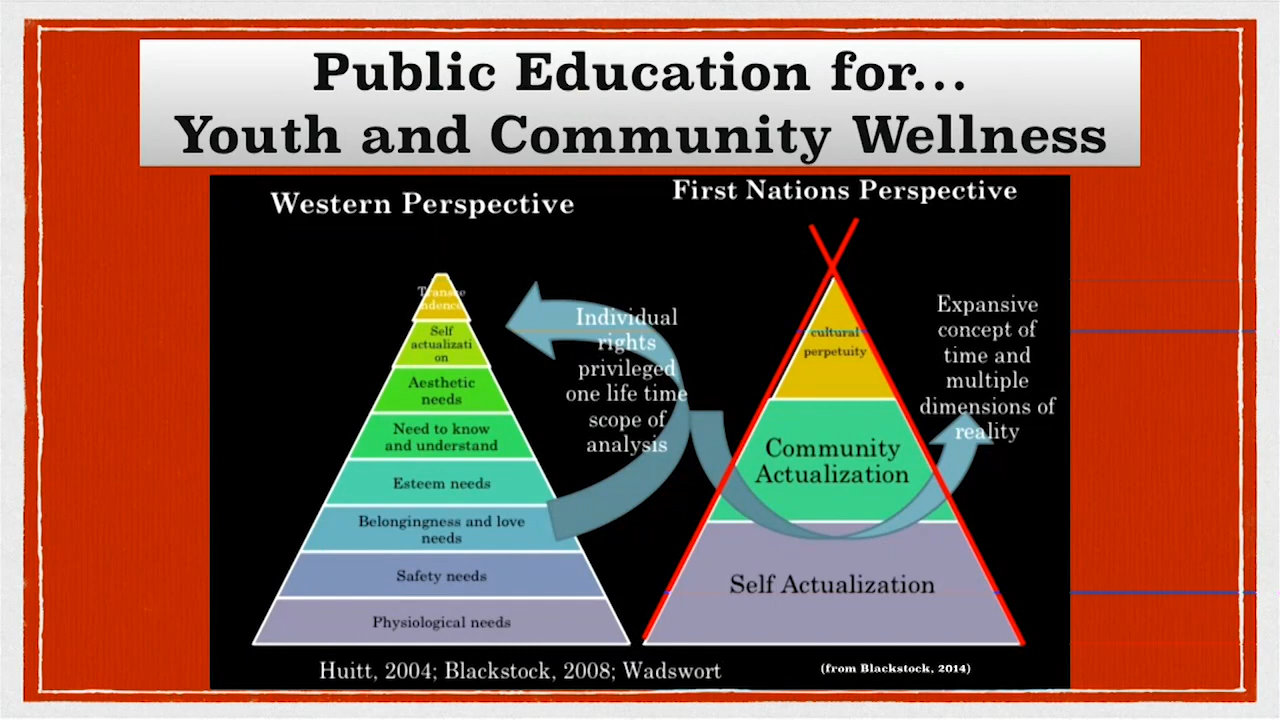 Public Education for...
Youth and Community Wellness
Western Perspective
Transce
ndence
Self
actualizati
on
Aesthetic
needs
Need to know
and understand
Esteem needs
Belongingness and love
needs
Safety needs
Physiological needs
Individual
rights
privileged
one life time
scope of
analysis
First Nations Perspective
cultural
perpetuity
Community
Actualization
Self Actualization
Expansive
concept of
time and
multiple
dimensions of
reality
Huitt, 2004; Blackstock, 2008; Wadswort
(from Blackstock, 2014)